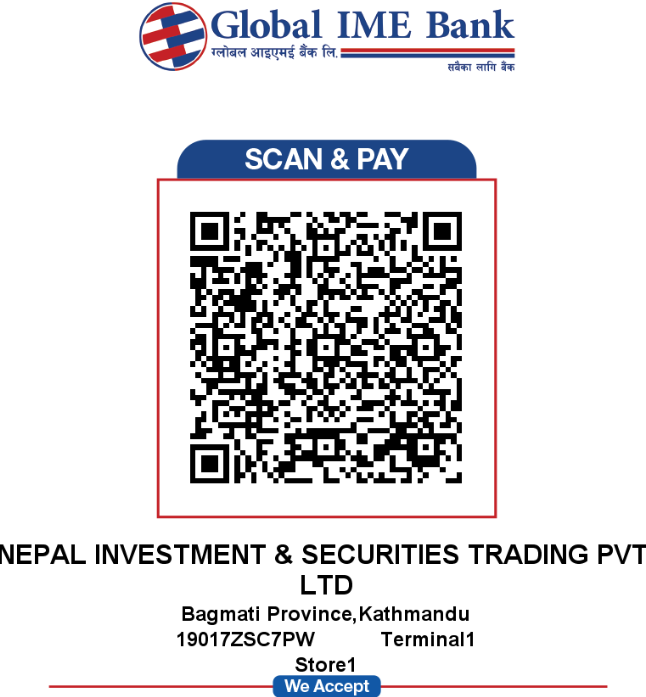 Global IME Bank
ग्लोबल आइएमई बैंक लि.
सबैका लागि बैंक
SCAN & PAY
NEPAL INVESTMENT & SECURITIES TRADING PVT
LTD
Bagmati Province,Kathmandu
19017ZSC7PW Terminal1
Store1
We Accept